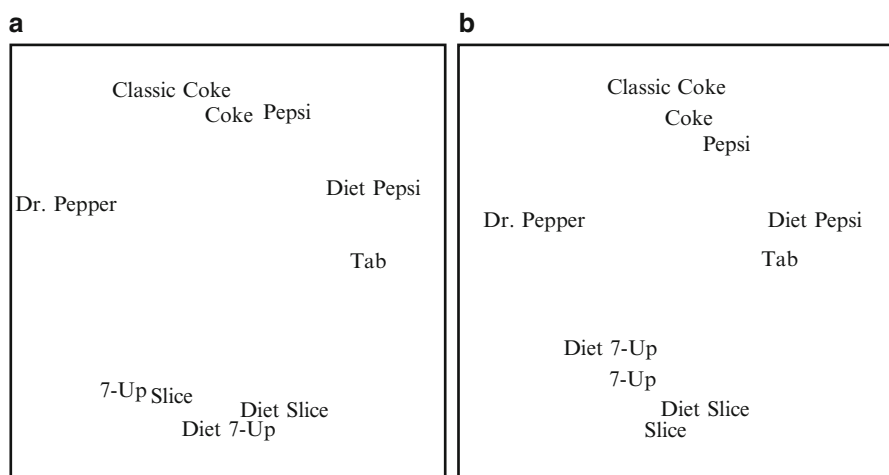 a
Classic Coke
Coke Pepsi
Diet Pepsi
Dr. Pepper
Tab
7-Up Slice
Diet Slice
Diet 7-Up
b
Classic Coke
Coke
Pepsi
Dr. Pepper
Diet Pepsi
Tab
Diet 7-Up
7-Up
Diet Slice
Slice